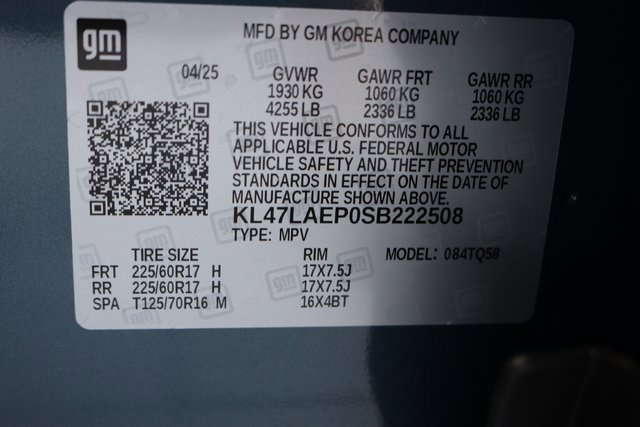 gm
MFD BY GM KOREA COMPANY
04/25 GVWR GAWR FRT GAWR RR
1930 KG 1060 KG 1060 KG
4255 LB 2336 LB 2336 LB
THIS VEHICLE CONFORMS TO ALL
APPLICABLE U.S. FEDERAL MOTOR
VEHICLE SAFETY AND THEFT PREVENTION
STANDARDS IN EFFECT ON THE DATE OF
MANUFACTURE SHOWN ABOVE.
KL47LAEP0SB222508
TYPE: MPV
TIRE SIZE RIM MODEL: 084TQ58
FRT 225/60R17 H 17X7.5J
RR 225/60R17 H 17X7.5J
SPA T125/70R16 M 16X4BT